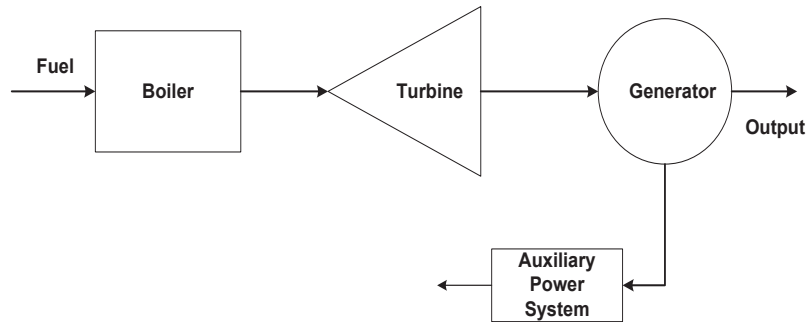 Fuel
Boiler
Turbine
Generator
Output
Auxiliary
Power
System